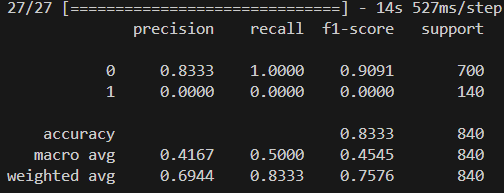 27/27 [==============================] - 14s 527ms/step
precision recall f1-score support
0 0.8333 1.0000 0.9091 700
1 0.0000 0.0000 0.0000 140
accuracy 0.8333 840
macro avg 0.4167 0.5000 0.4545 840
weighted avg 0.6944 0.8333 0.7576 840